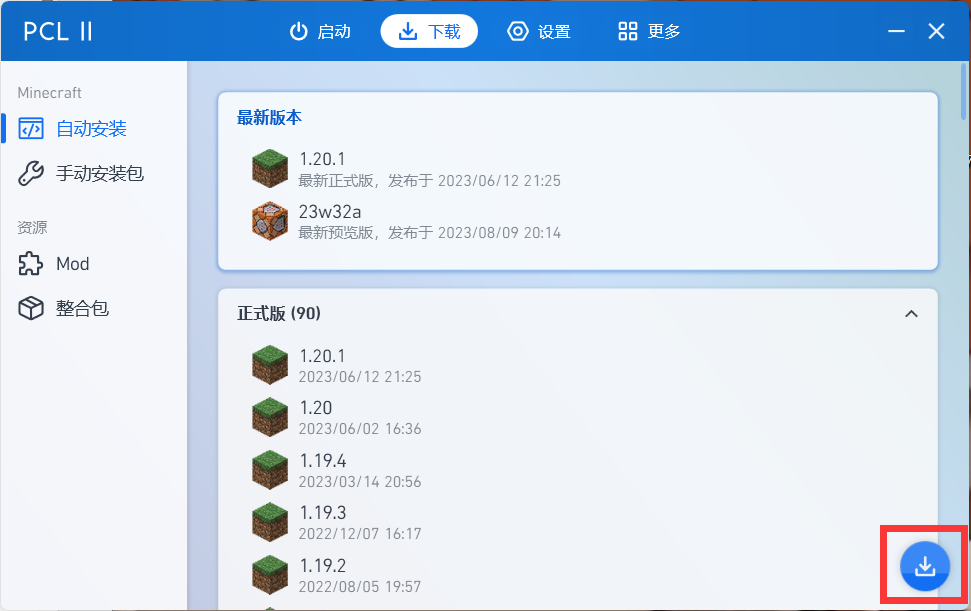 PCL II
启动
下载
设置
更多
Minecraft
自动安装
手动安装包
资源
Mod
整合包
最新版本
1.20.1
最新正式版，发布于 2023/06/12 21:25
23w32a
最新预览版，发布于 2023/08/09 20:14
正式版 (90)
1.20.1
2023/06/12 21:25
1.20
2023/06/02 16:36
1.19.4
2023/03/14 20:56
1.19.3
2022/12/07 16:17
1.19.2
2022/08/05 19:57